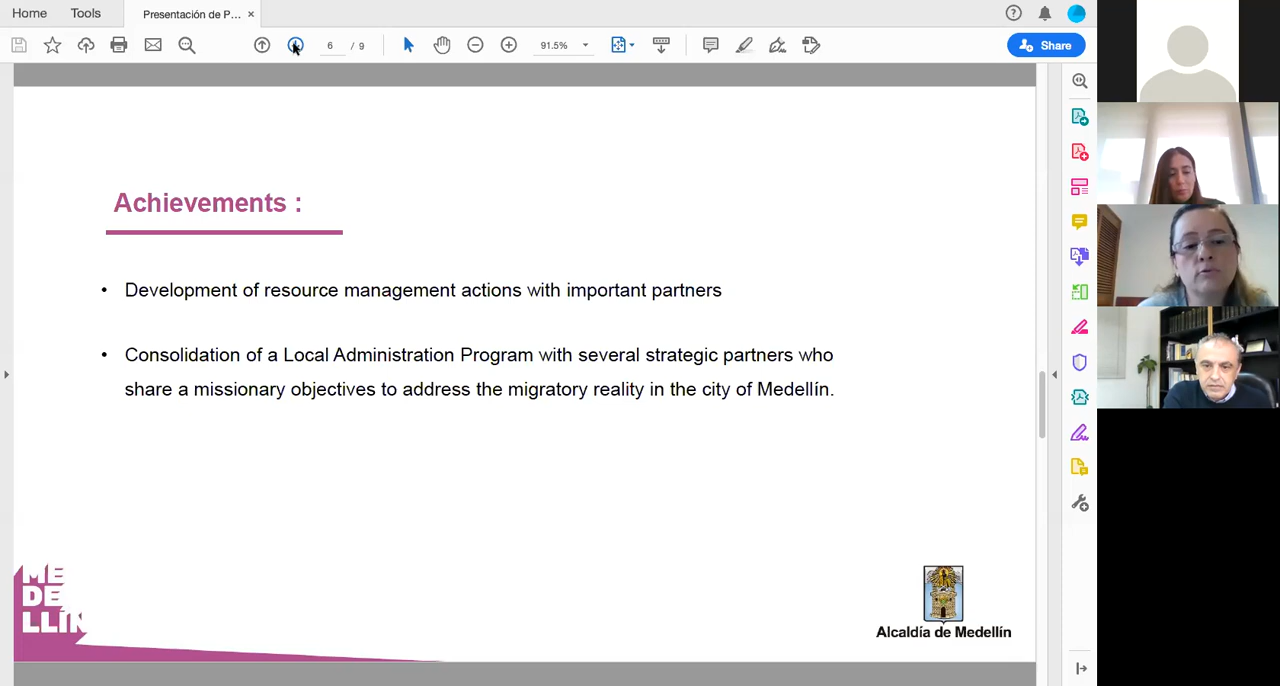 Home
Tools
Presentación de P...
6 / 9
91.5%
Share
Achievements :
• Development of resource management actions with important partners
• Consolidation of a Local Administration Program with several strategic partners who
share a missionary objectives to address the migratory reality in the city of Medellín.
ME
DE
LLÍN
Alcaldía de Medellín